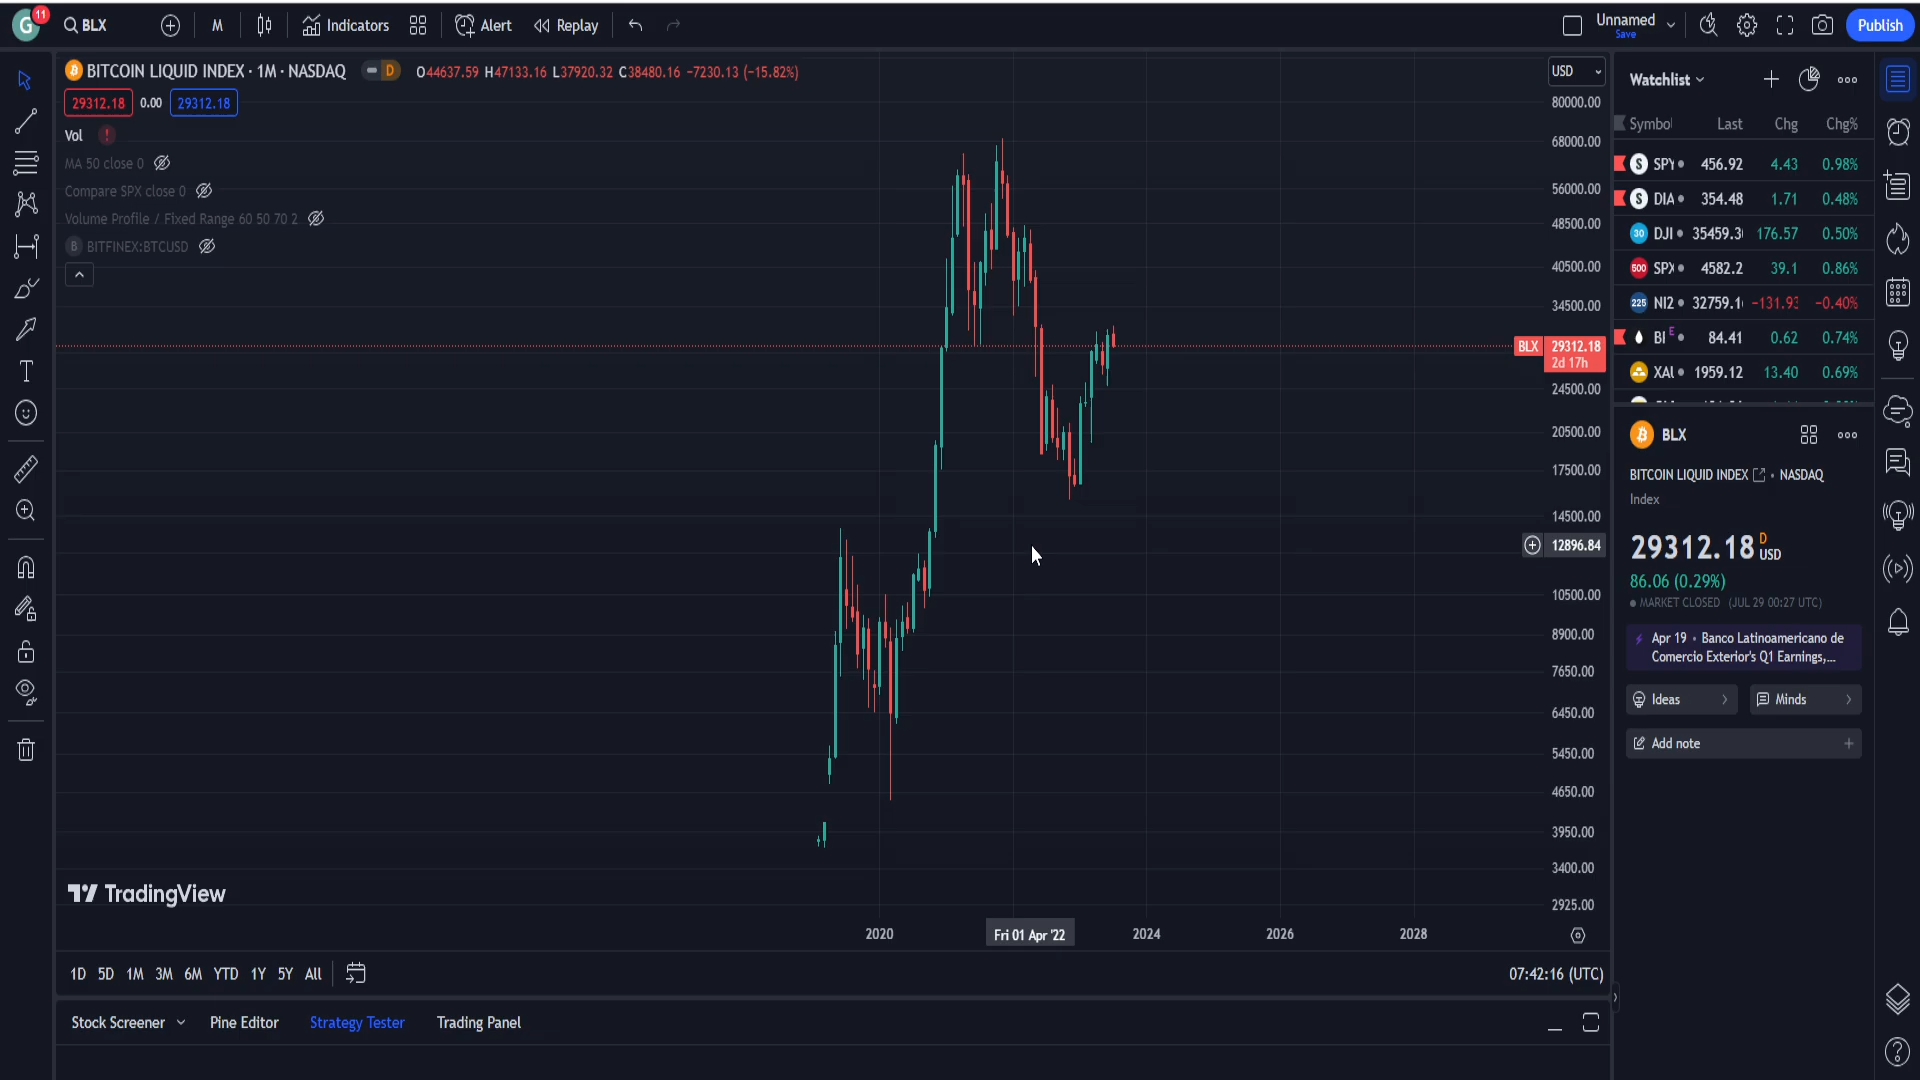 G 11 BLX M Indicators Alert Replay Unnamed Save Publish
BITCOIN LIQUID INDEX · 1M · NASDAQ D O44637.59 H47133.16 L37920.32 C38480.16 −7230.13 (−15.82%)
29312.18 0.00 29312.18
Vol !
MA 50 close 0
Compare SPX close 0
Volume Profile / Fixed Range 60 50 70 2
B BITFINEX:BTCUSD
USD
80000.00
68000.00
56000.00
48500.00
40500.00
34500.00
BLX 29312.18
2d 17h
24500.00
20500.00
17500.00
14500.00
12896.84
10500.00
8900.00
7650.00
6450.00
5450.00
4650.00
3950.00
3400.00
2925.00
TradingView
2020 Fri 01 Apr '22 2024 2026 2028
1D 5D 1M 3M 6M YTD 1Y 5Y All 07:42:16 (UTC)
Stock Screener Pine Editor Strategy Tester Trading Panel
Watchlist
Symbol Last Chg Chg%
S SPY 456.92 4.43 0.98%
S DIA 354.48 1.71 0.48%
30 DJI 35459.3 176.57 0.50%
500 SPX 4582.2 39.1 0.86%
225 NI2 32759.1 −131.93 −0.40%
BI E 84.41 0.62 0.74%
XAU 1959.12 13.40 0.69%
BLX
BITCOIN LIQUID INDEX · NASDAQ
Index
29312.18 D USD
86.06 (0.29%)
MARKET CLOSED (JUL 29 00:27 UTC)
Apr 19 · Banco Latinoamericano de
Comercio Exterior's Q1 Earnings,...
Ideas Minds
Add note